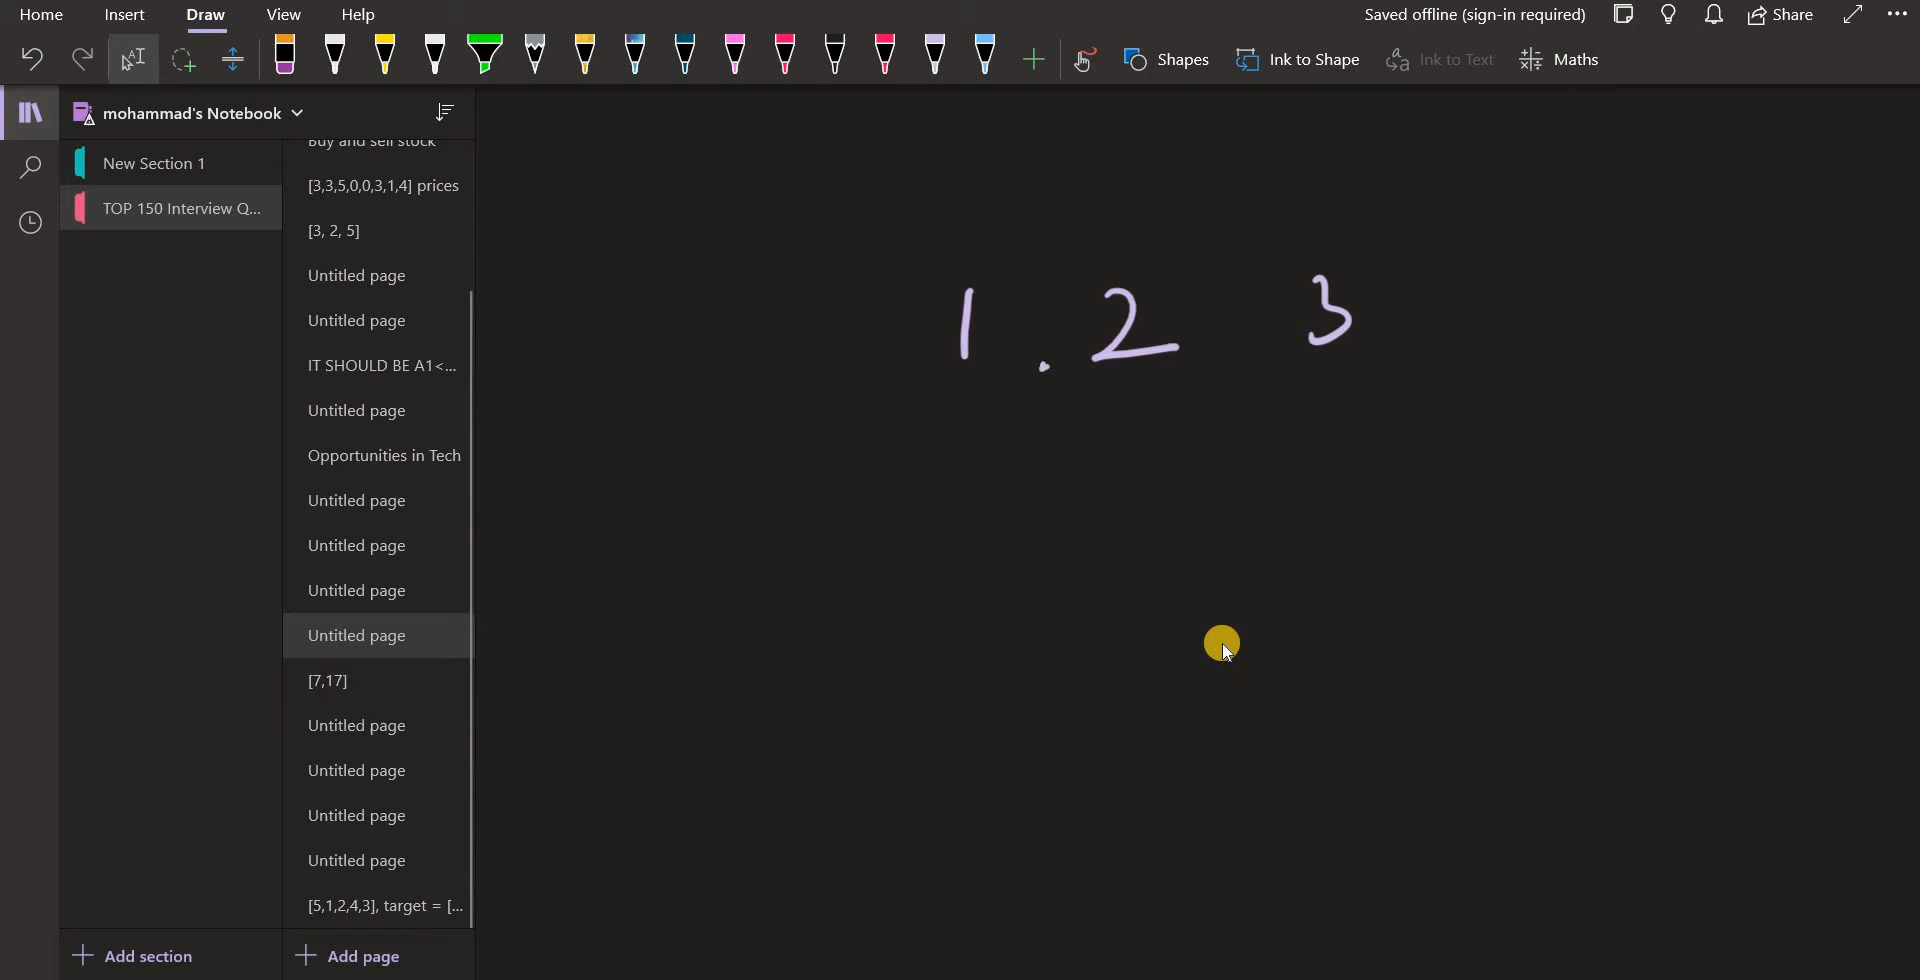 Home Insert Draw View Help Saved offline (sign-in required) Share
Shapes Ink to Shape Ink to Text Maths
mohammad's Notebook
New Section 1
TOP 150 Interview Q...
Buy and sell stock
[3,3,5,0,0,3,1,4] prices
[3, 2, 5]
Untitled page
Untitled page
IT SHOULD BE A1<...
Untitled page
Opportunities in Tech
Untitled page
Untitled page
Untitled page
Untitled page
[7,17]
Untitled page
Untitled page
Untitled page
Untitled page
[5,1,2,4,3], target = [...
Add section
Add page
1 . 2 3